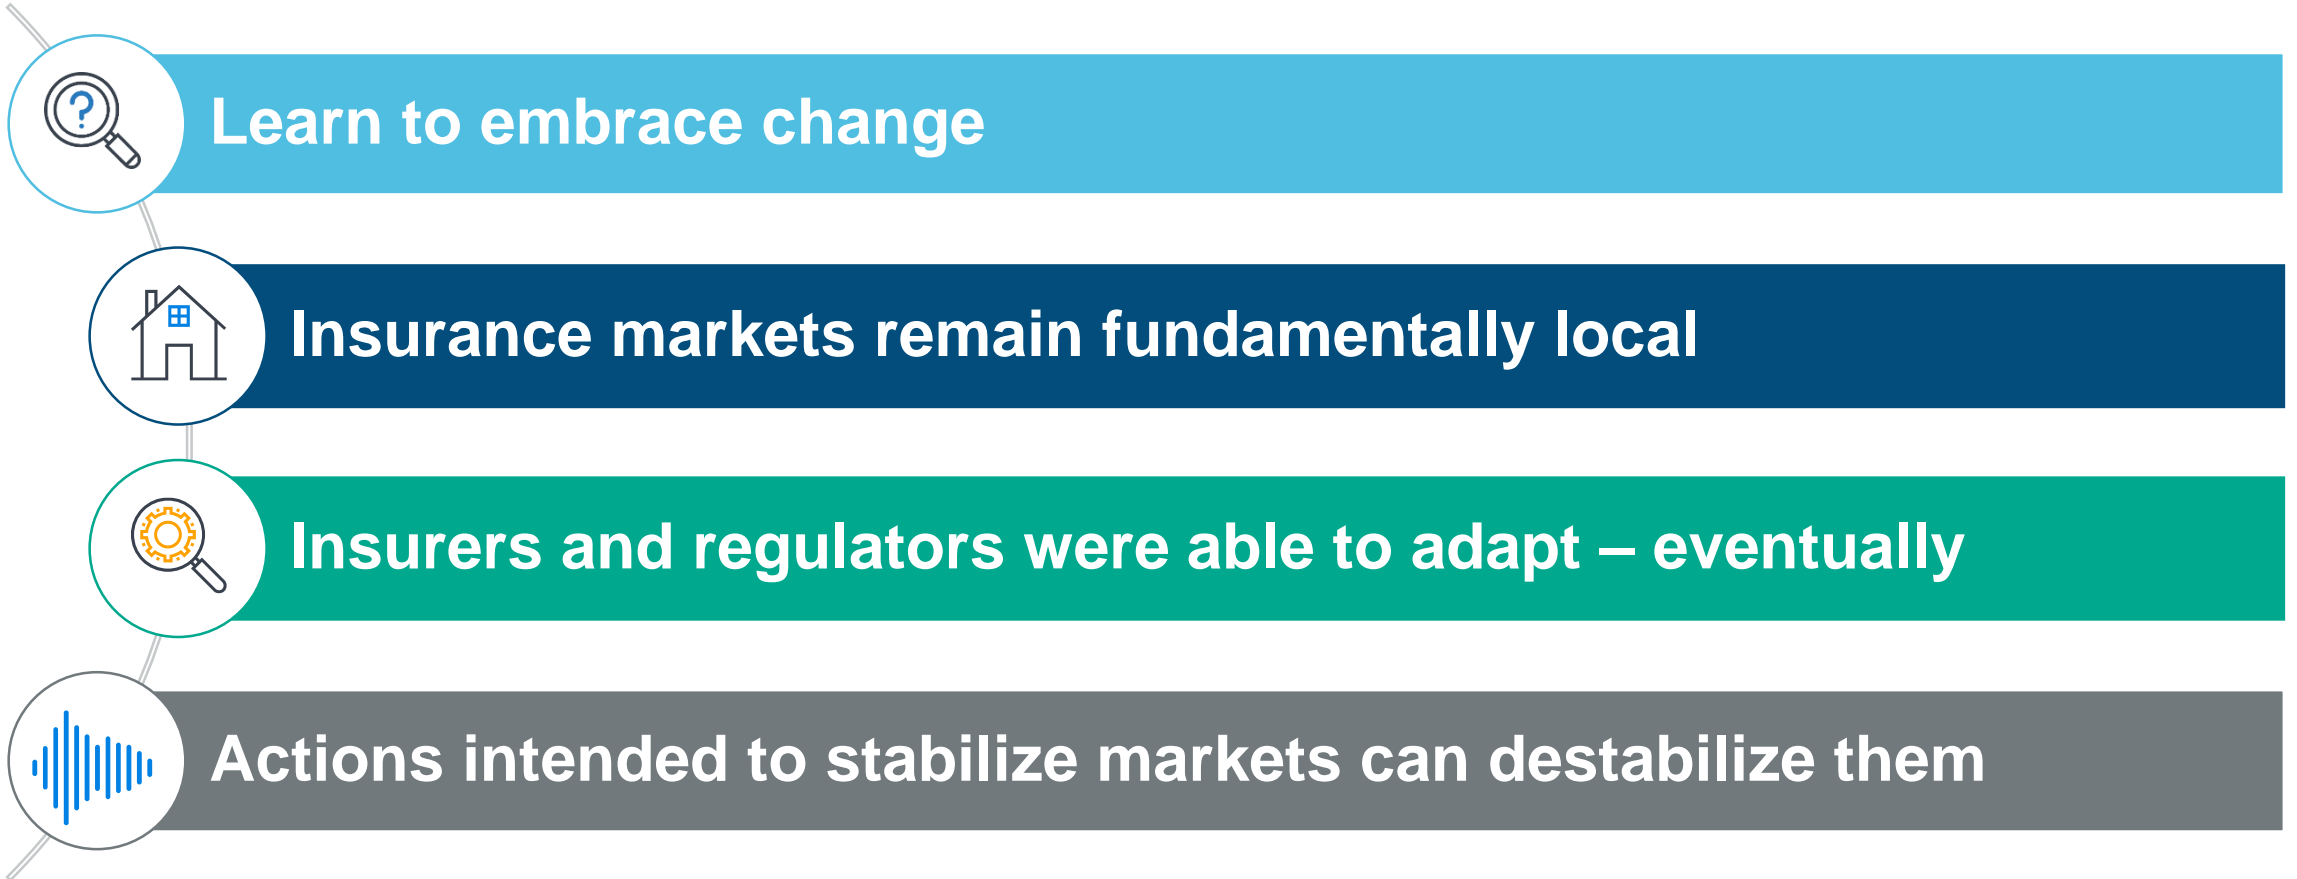 Learn to embrace change
Insurance markets remain fundamentally local
Insurers and regulators were able to adapt – eventually
Actions intended to stabilize markets can destabilize them